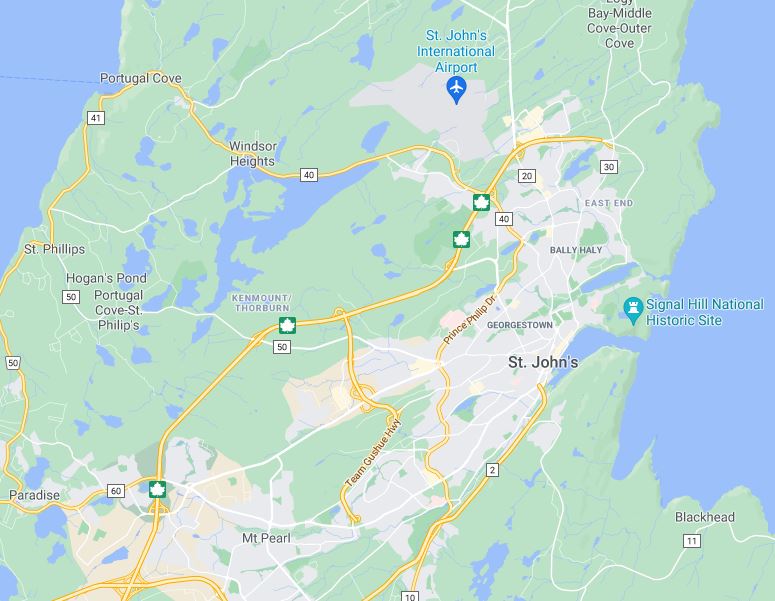 Logy
Bay-Middle
Cove-Outer
Cove
St. John's
International
Airport
Portugal Cove
41
Windsor
Heights
40
20
30
EAST END
40
BALLY HALY
St. Phillips
Hogan's Pond
50
Portugal
Cove-St.
Philip's
KENMOUNT/
THORBURN
Prince Philip Dr
Signal Hill National
Historic Site
GEORGESTOWN
50
St. John's
50
Team Gushue Hwy
2
Paradise
60
Blackhead
11
Mt Pearl
10